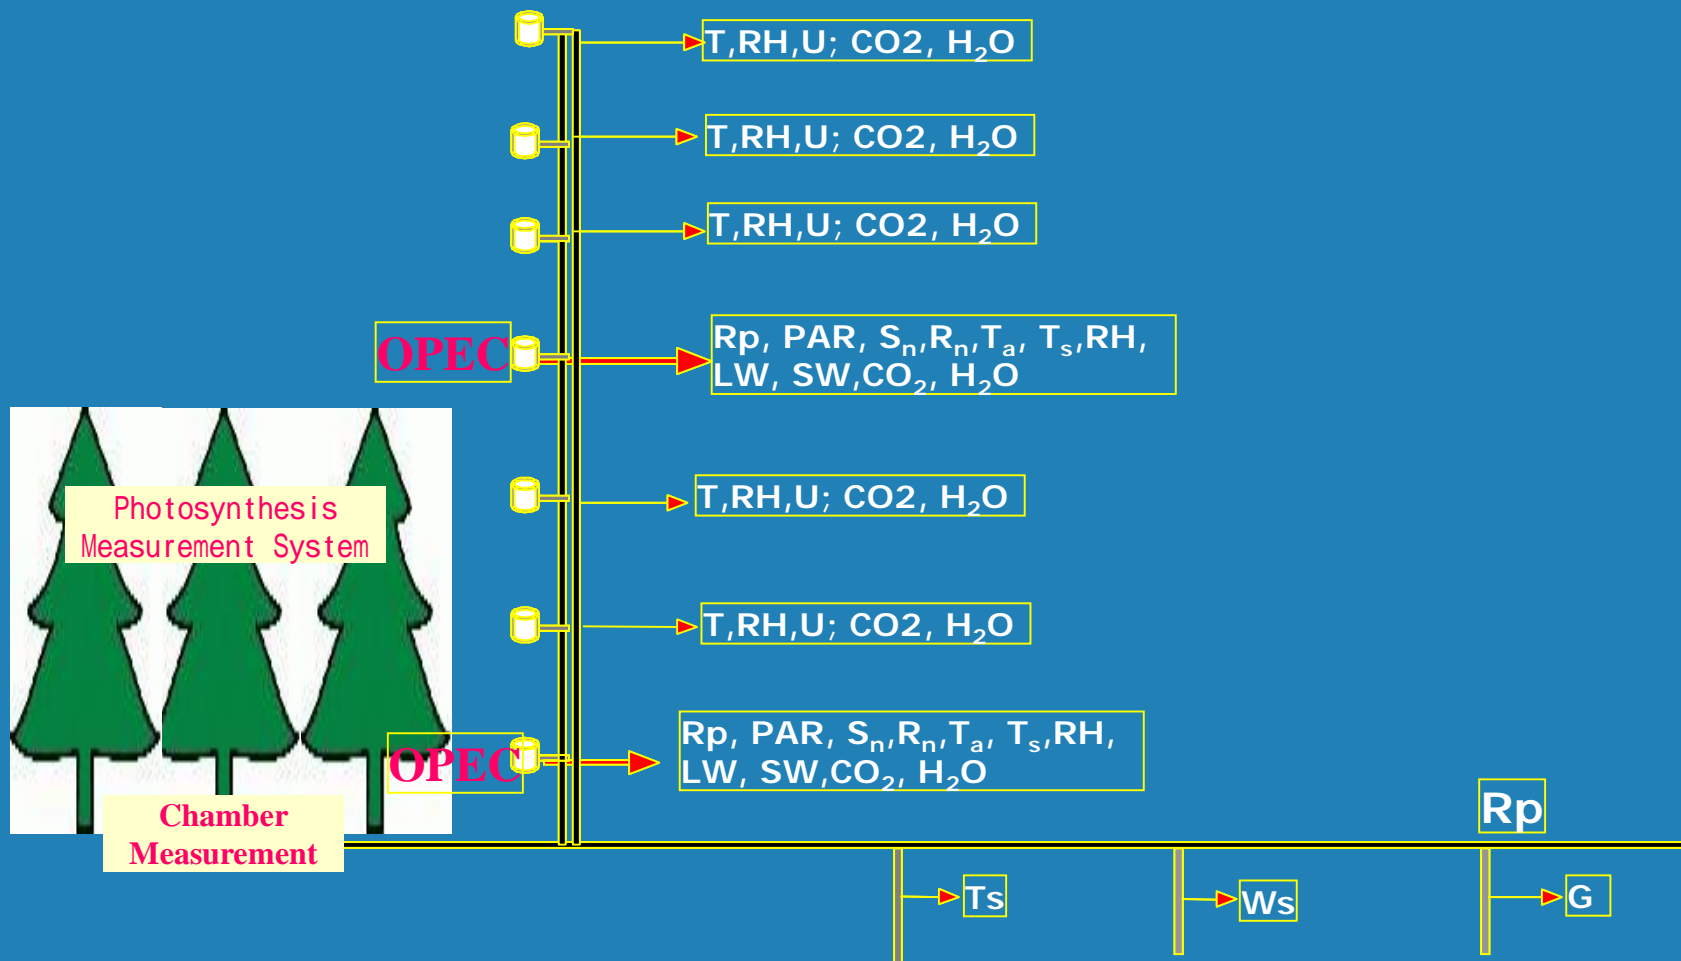 T,RH,U; CO2, H₂O
T,RH,U; CO2, H₂O
T,RH,U; CO2, H₂O
OPEC
Rp, PAR, Sₙ,Rₙ,Tₐ, Tₛ,RH,
LW, SW,CO₂, H₂O
Photosynthesis
Measurement System
T,RH,U; CO2, H₂O
T,RH,U; CO2, H₂O
OPEC
Rp, PAR, Sₙ,Rₙ,Tₐ, Tₛ,RH,
LW, SW,CO₂, H₂O
Chamber
Measurement
Rp
Ts
Ws
G